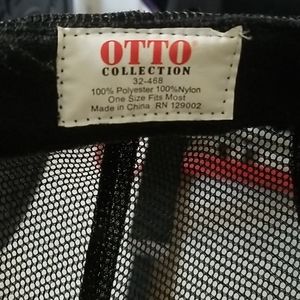 OTTO
COLLECTION
32-468
100% Polyester 100%Nylon
One Size Fits Most
Made in China RN 129002